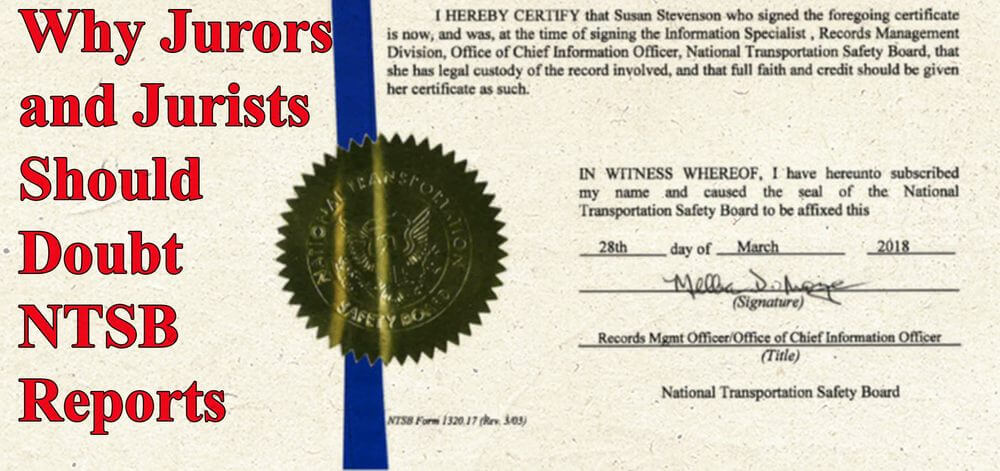 Why Jurors
and Jurists
Should
Doubt
NTSB
Reports
I HEREBY CERTIFY that Susan Stevenson who signed the foregoing certificate
is now, and was, at the time of signing the Information Specialist , Records Management
Division, Office of Chief Information Officer, National Transportation Safety Board, that
she has legal custody of the record involved, and that full faith and credit should be given
her certificate as such.
NATIONAL TRANSPORTATION
SAFETY BOARD
IN WITNESS WHEREOF, I have hereunto subscribed
my name and caused the seal of the National
Transportation Safety Board to be affixed this
28th day of March 2018
(Signature)
Records Mgmt Officer/Office of Chief Information Officer
(Title)
National Transportation Safety Board
NTSB Form 1320.17 (Rev. 3/03)